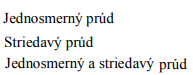 Jednosmerný prúd
Striedavý prúd
Jednosmerný a striedavý prúd